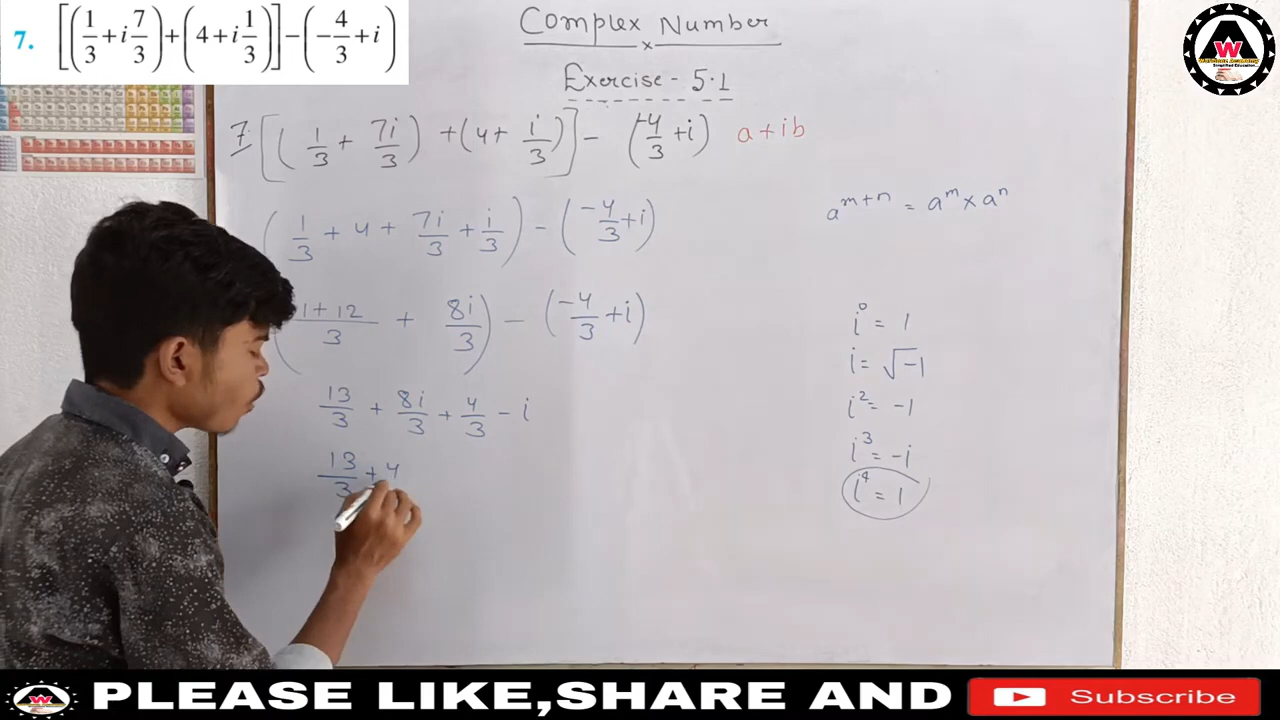 7. [(1/3 + i 7/3) + (4 + i 1/3)] − (−4/3 + i)
Complex Number
×
Exercise - 5.1
7. [(1/3 + 7i/3) + (4 + i/3)] − (−4/3 + i) a + ib
(1/3 + 4 + 7i/3 + i/3) − (−4/3 + i)
a^m+n = a^m × a^n
(1+12/3 + 8i/3) − (−4/3 + i)
i^0 = 1
i = √−1
i^2 = −1
i^3 = −i
i^4 = 1
13/3 + 8i/3 + 4/3 − i
13/3 + 4
PLEASE LIKE,SHARE AND Subscribe